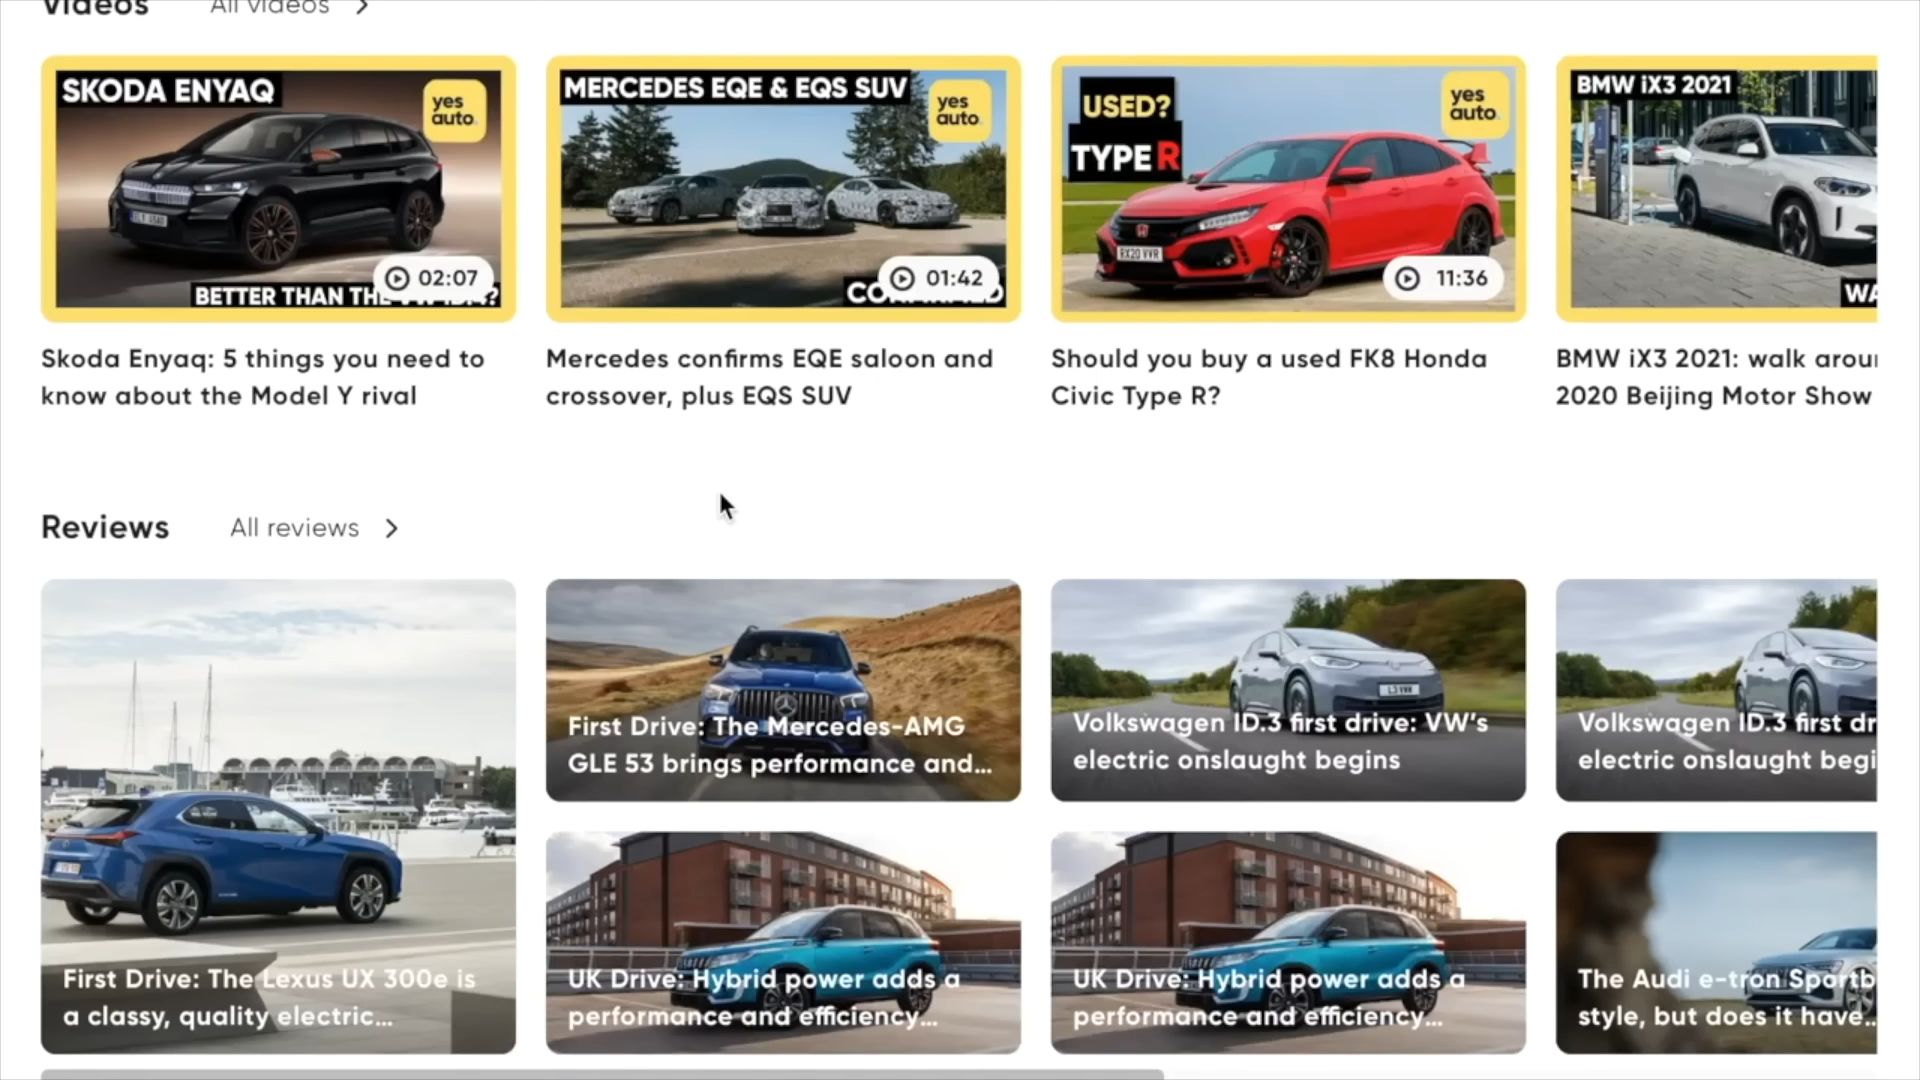 Videos All videos
SKODA ENYAQ
yes
auto.
BETTER THAN THE
02:07
MERCEDES EQE & EQS SUV
yes
auto.
01:42
USED?
TYPE R
yes
auto.
RX20 VVR
11:36
BMW iX3 2021
Skoda Enyaq: 5 things you need to
know about the Model Y rival
Mercedes confirms EQE saloon and
crossover, plus EQS SUV
Should you buy a used FK8 Honda
Civic Type R?
BMW iX3 2021: walk
2020 Beijing Motor Show
Reviews All reviews
First Drive: The Lexus UX 300e is
a classy, quality electric...
First Drive: The Mercedes-AMG
GLE 53 brings performance and...
UK Drive: Hybrid power adds a
performance and efficiency...
Volkswagen ID.3 first drive: VW's
electric onslaught begins
UK Drive: Hybrid power adds a
performance and efficiency...
Volkswagen ID.3 first dr
electric onslaught begi
The Audi e-tron Sportb
style, but does it have...